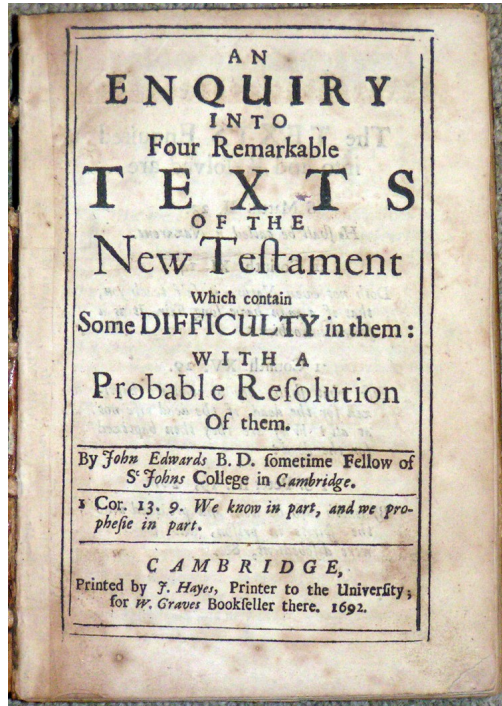 AN
ENQUIRY
INTO
Four Remarkable
TEXTS
OF THE
New Teſtament
Which contain
Some DIFFICULTY in them:
WITH A
Probable Reſolution
Of them.
By John Edwards B. D. ſometime Fellow of
St Johns College in Cambridge.
1 Cor. 13. 9. We know in part, and we pro-
pheſie in part.
CAMBRIDGE,
Printed by J. Hayes, Printer to the Univerſity;
for W. Graves Bookſeller there. 1692.